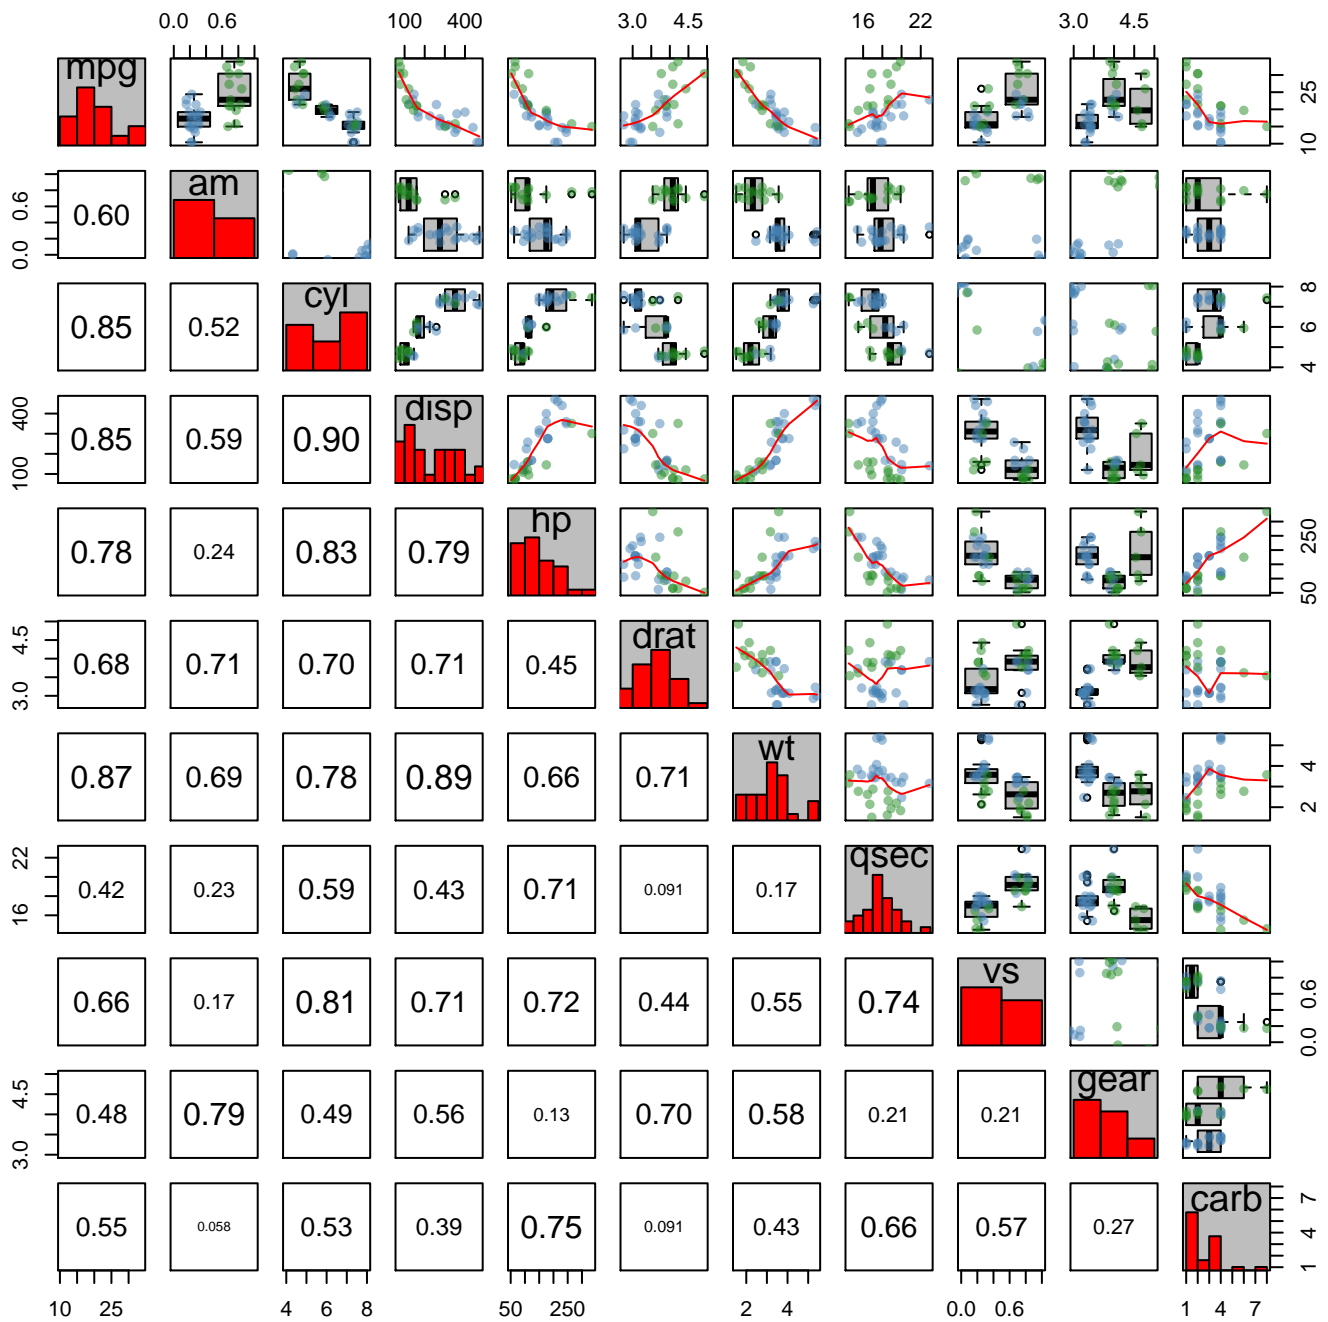 0.0 0.6 100 400 3.0 4.5 16 22 3.0 4.5
mpg 10 25
0.0 0.6 0.60 am
0.85 0.52 cyl 4 6 8
100 400 0.85 0.59 0.90 disp
0.78 0.24 0.83 0.79 hp 50 250
3.0 4.5 0.68 0.71 0.70 0.71 0.45 drat
0.87 0.69 0.78 0.89 0.66 0.71 wt 2 4
16 22 0.42 0.23 0.59 0.43 0.71 0.091 0.17 qsec
0.66 0.17 0.81 0.71 0.72 0.44 0.55 0.74 vs 0.0 0.6
3.0 4.5 0.48 0.79 0.49 0.56 0.13 0.70 0.58 0.21 0.21 gear
0.55 0.058 0.53 0.39 0.75 0.091 0.43 0.66 0.57 0.27 carb 1 4 7
10 25 4 6 8 50 250 2 4 0.0 0.6 1 4 7